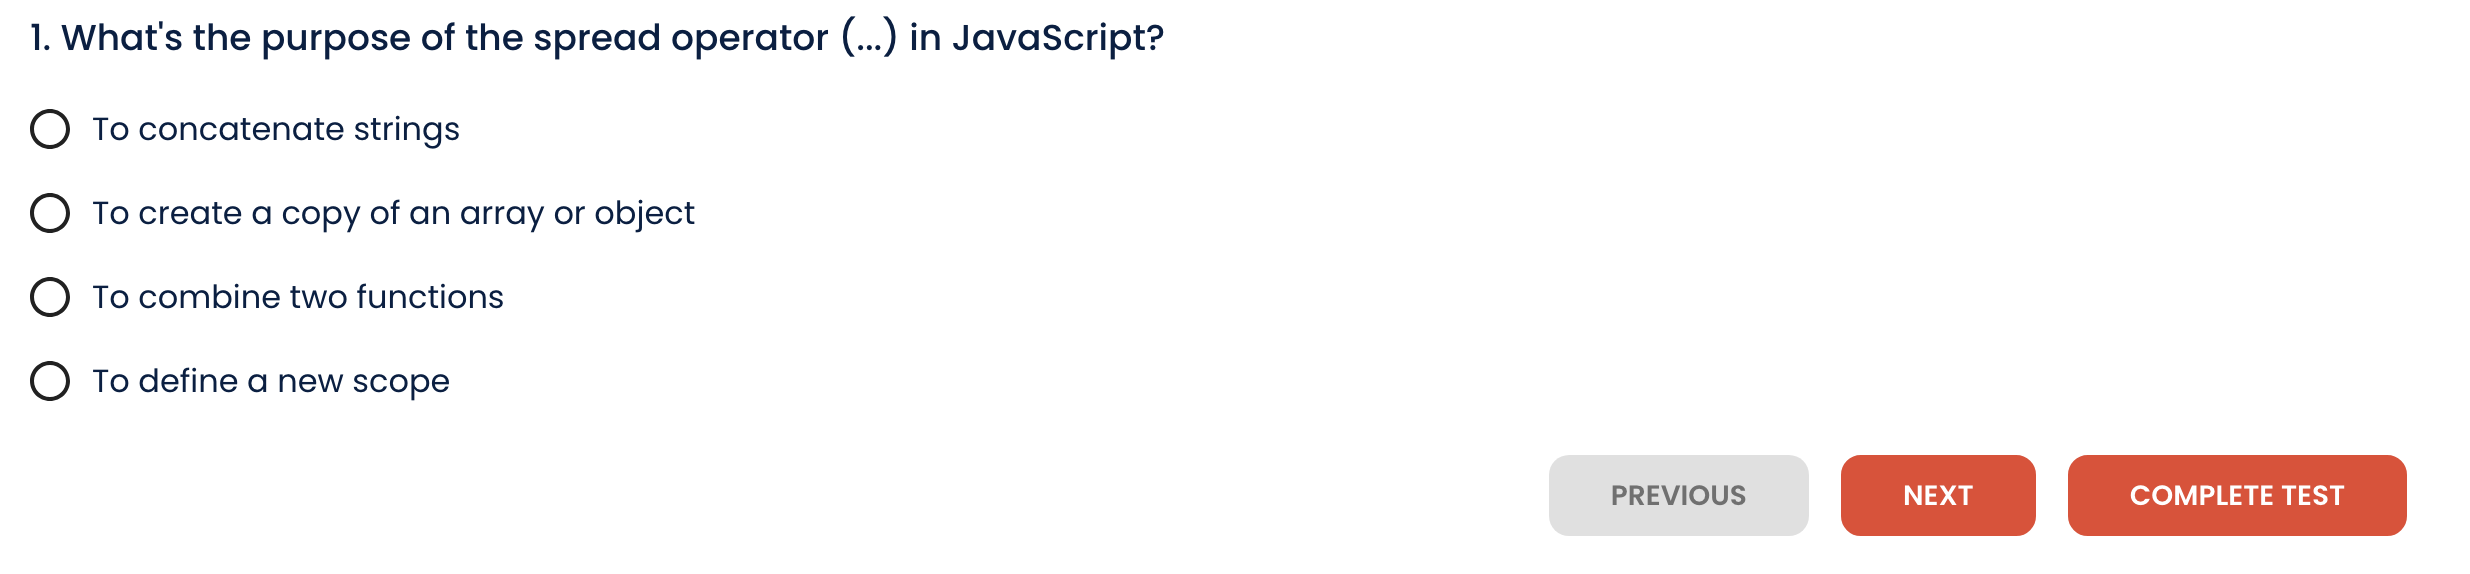 1. What's the purpose of the spread operator (...) in JavaScript?
To concatenate strings
To create a copy of an array or object
To combine two functions
To define a new scope
PREVIOUS NEXT COMPLETE TEST